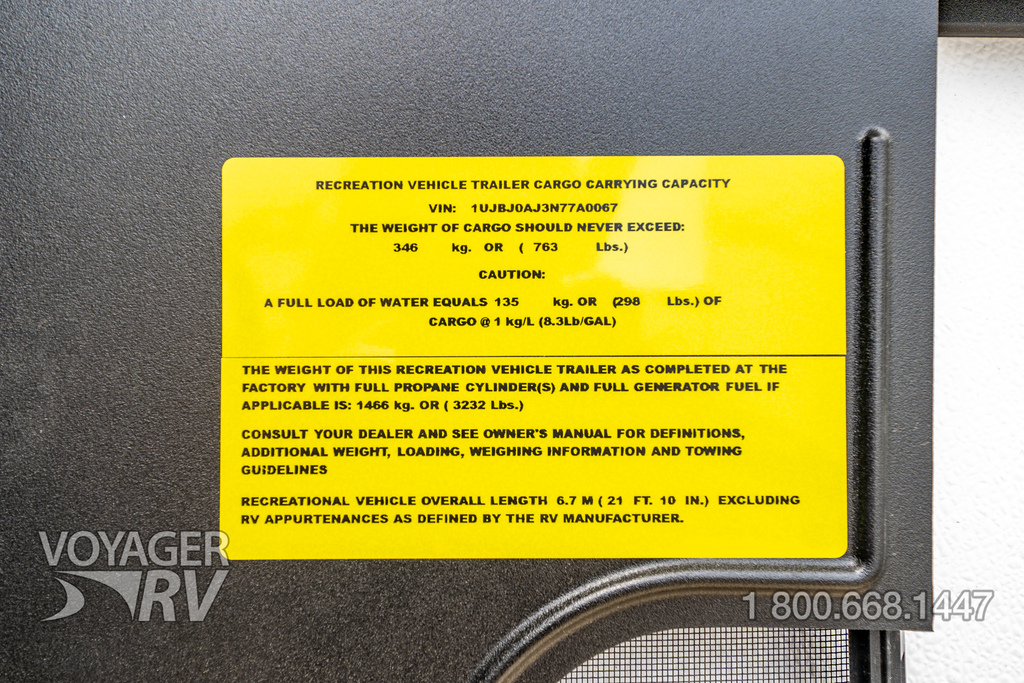 RECREATION VEHICLE TRAILER CARGO CARRYING CAPACITY
VIN: 1UJBJ0AJ3N77A0067
THE WEIGHT OF CARGO SHOULD NEVER EXCEED:
346 kg. OR ( 763 Lbs.)
CAUTION:
A FULL LOAD OF WATER EQUALS 135 kg. OR (298 Lbs.) OF
CARGO @ 1 kg/L (8.3Lb/GAL)
THE WEIGHT OF THIS RECREATION VEHICLE TRAILER AS COMPLETED AT THE
FACTORY WITH FULL PROPANE CYLINDER(S) AND FULL GENERATOR FUEL IF
APPLICABLE IS: 1466 kg. OR ( 3232 Lbs.)
CONSULT YOUR DEALER AND SEE OWNER'S MANUAL FOR DEFINITIONS,
ADDITIONAL WEIGHT, LOADING, WEIGHING INFORMATION AND TOWING
GUIDELINES
RECREATIONAL VEHICLE OVERALL LENGTH 6.7 M ( 21 FT. 10 IN.) EXCLUDING
RV APPURTENANCES AS DEFINED BY THE RV MANUFACTURER.
VOYAGER
RV
1 800.668.1447